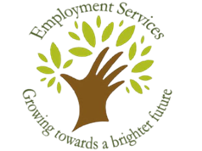 Employment Services
Growing towards a brighter future